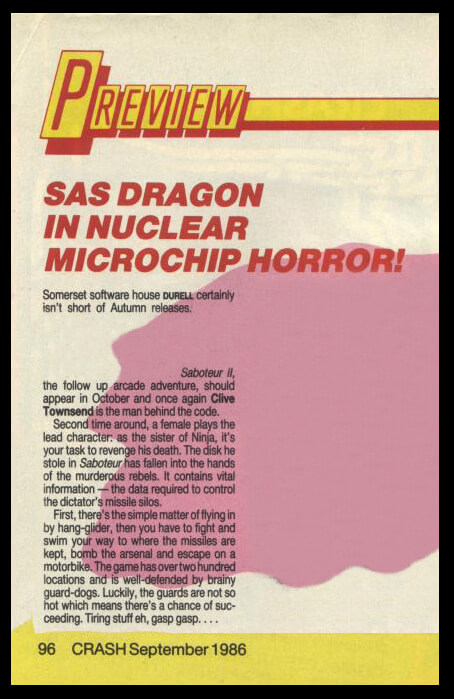 PREVIEW
SAS DRAGON
IN NUCLEAR
MICROCHIP HORROR!
Somerset software house DURELL certainly
isn't short of Autumn releases.
Saboteur II,
the follow up arcade adventure, should
appear in October and once again Clive
Townsend is the man behind the code.
Second time around, a female plays the
lead character: as the sister of Ninja, it's
your task to revenge his death. The disk he
stole in Saboteur has fallen into the hands
of the murderous rebels. It contains vital
information — the data required to control
the dictator's missile silos.
First, there's the simple matter of flying in
by hang-glider, then you have to fight and
swim your way to where the missiles are
kept, bomb the arsenal and escape on a
motorbike. The game has over two hundred
locations and is well-defended by brainy
guard-dogs. Luckily, the guards are not so
hot which means there's a chance of suc-
ceeding. Tiring stuff eh, gasp gasp. . . .
96 CRASH September 1986